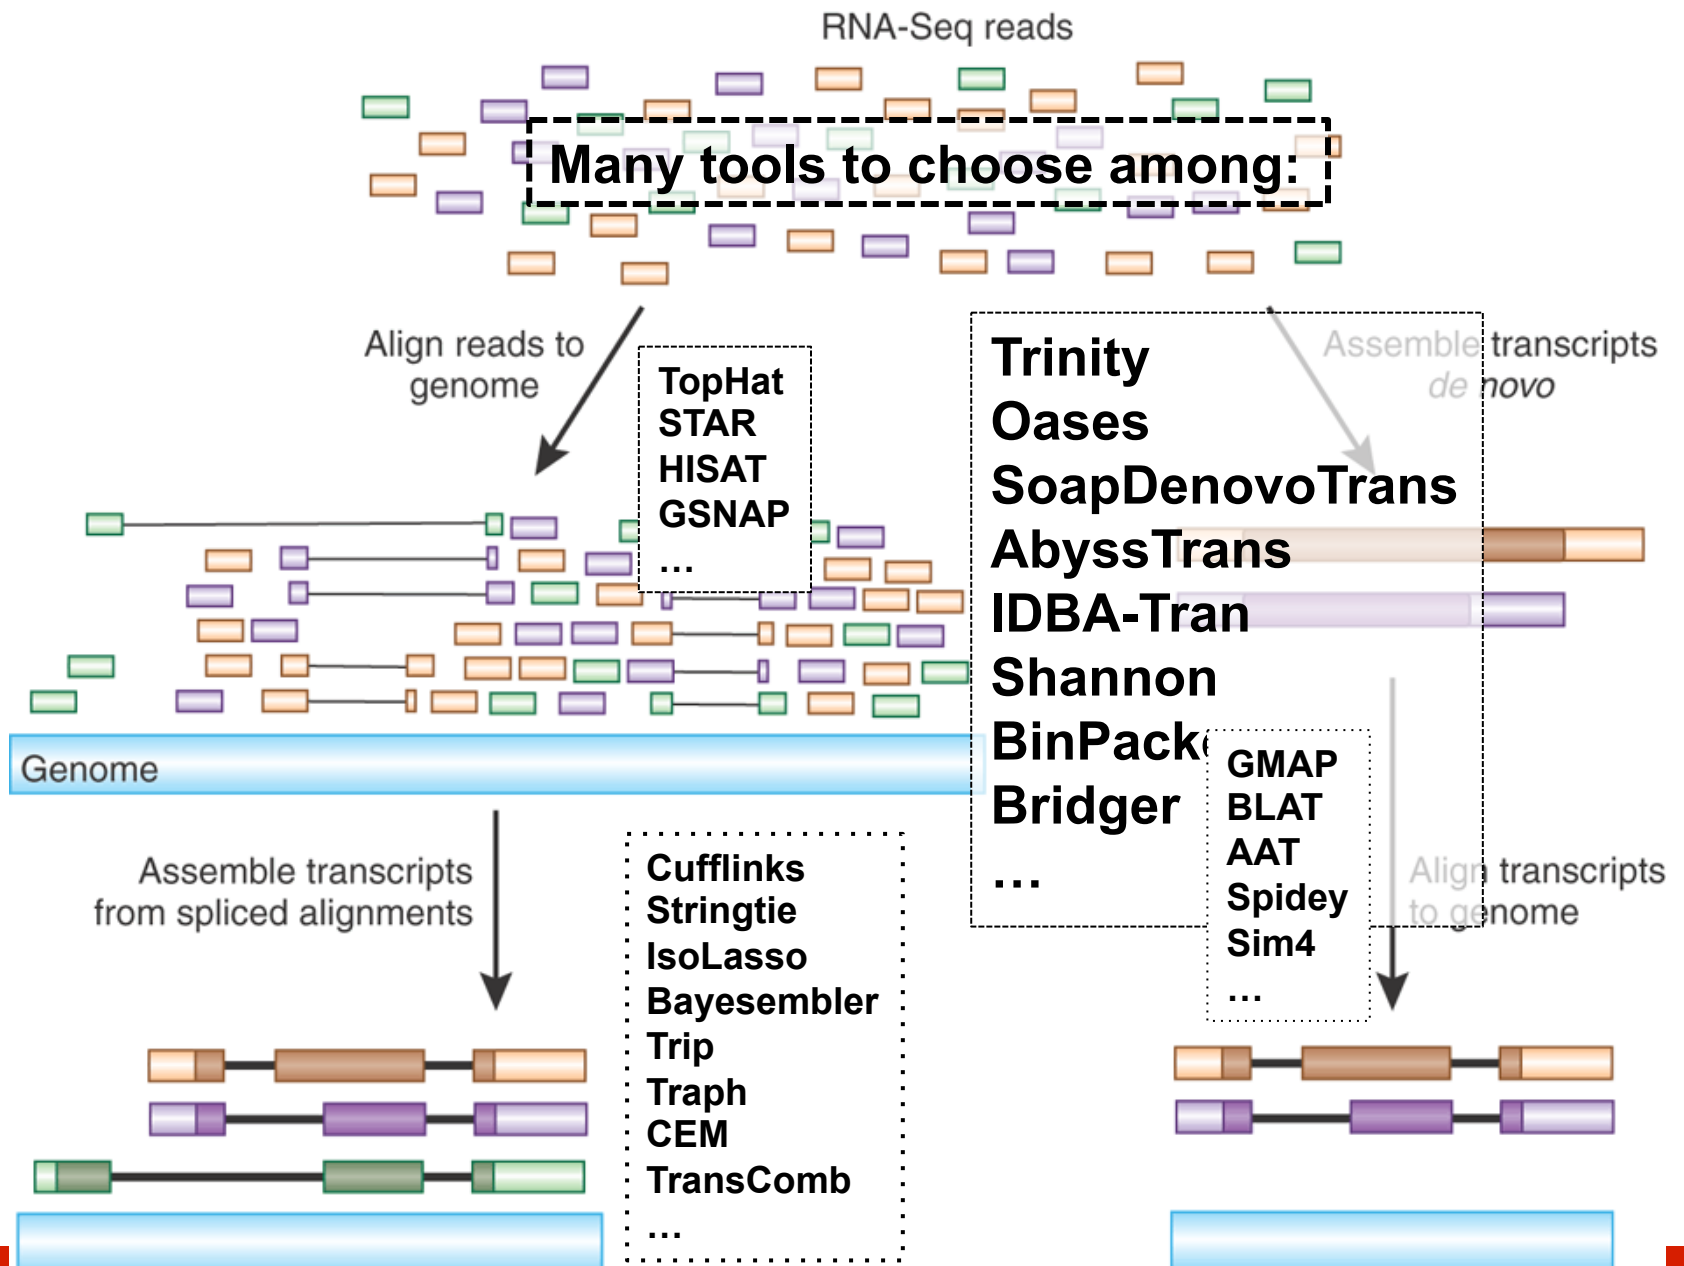 RNA-Seq reads
Many tools to choose among:
Align reads to
genome
TopHat
STAR
HISAT
GSNAP
...
Trinity
Oases
SoapDenovoTrans
AbyssTrans
IDBA-Tran
Shannon
BinPacke
Bridger
...
Assemble transcripts
de novo
Genome
Assemble transcripts
from spliced alignments
Cufflinks
Stringtie
IsoLasso
Bayesembler
Trip
Traph
CEM
TransComb
...
GMAP
BLAT
AAT
Spidey
Sim4
...
Align transcripts
to genome